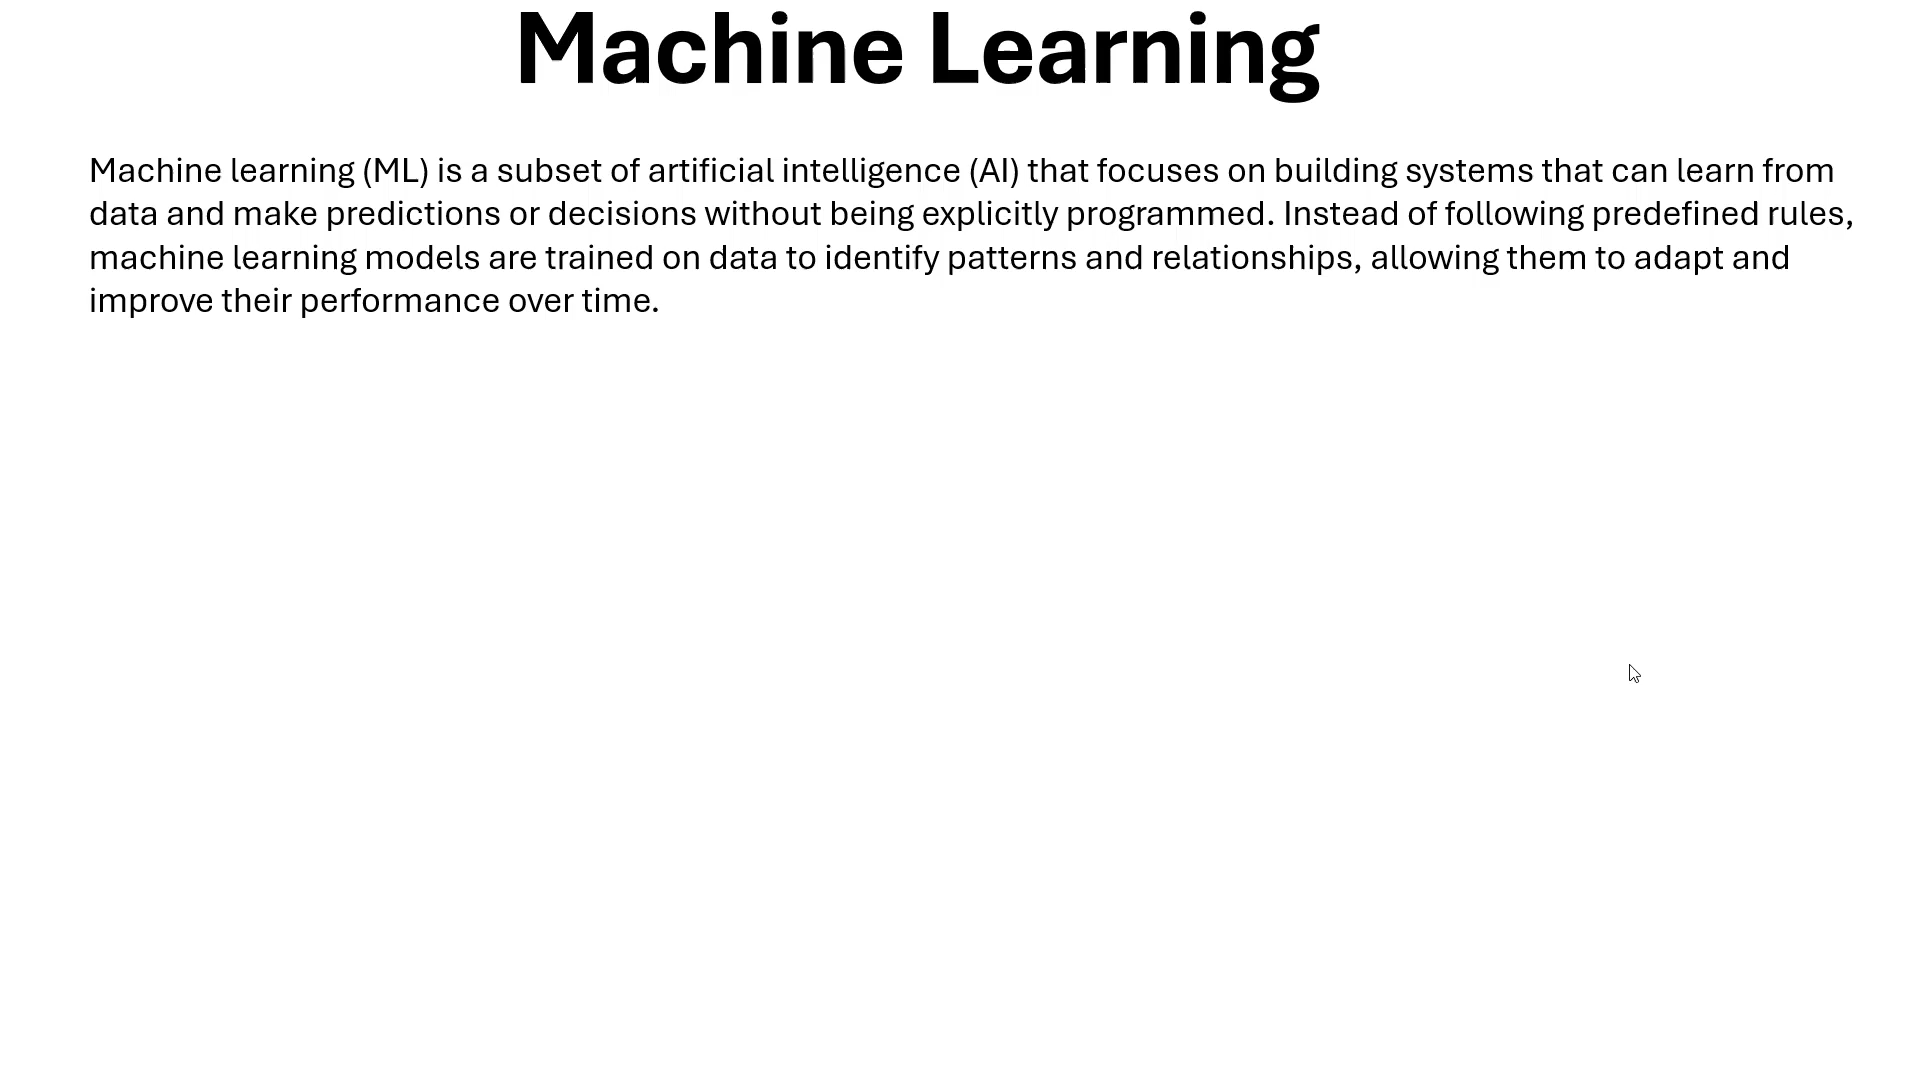 Machine Learning
Machine learning (ML) is a subset of artificial intelligence (AI) that focuses on building systems that can learn from
data and make predictions or decisions without being explicitly programmed. Instead of following predefined rules,
machine learning models are trained on data to identify patterns and relationships, allowing them to adapt and
improve their performance over time.